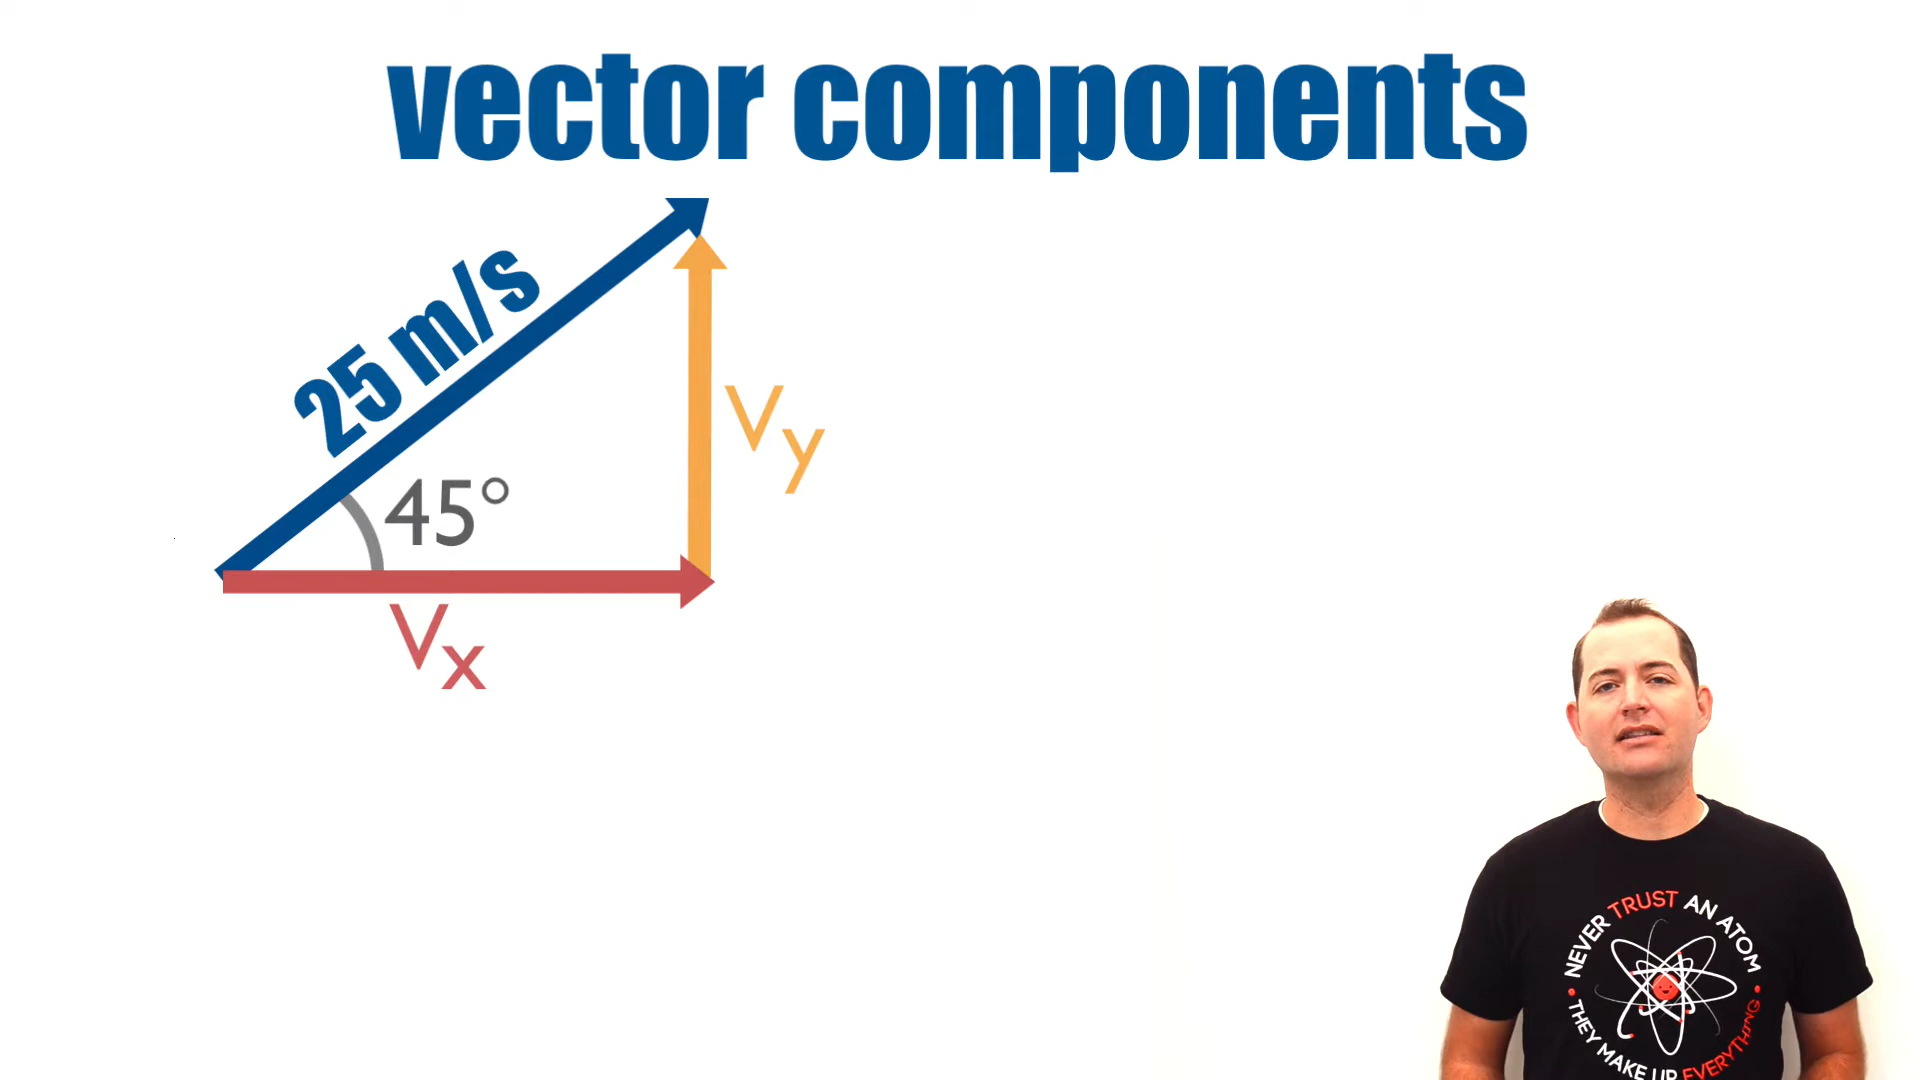 vector components
25 m/s
45°
Vy
Vx
NEVER TRUST AN ATOM
• THEY MAKE UP EVERYTHING •